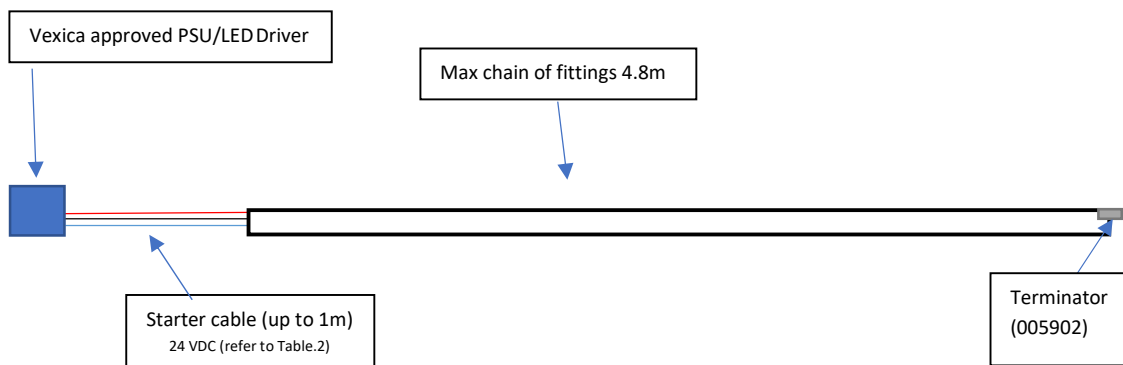 Vexica approved PSU/LED Driver
Max chain of fittings 4.8m
Starter cable (up to 1m)
24 VDC (refer to Table.2)
Terminator
(005902)